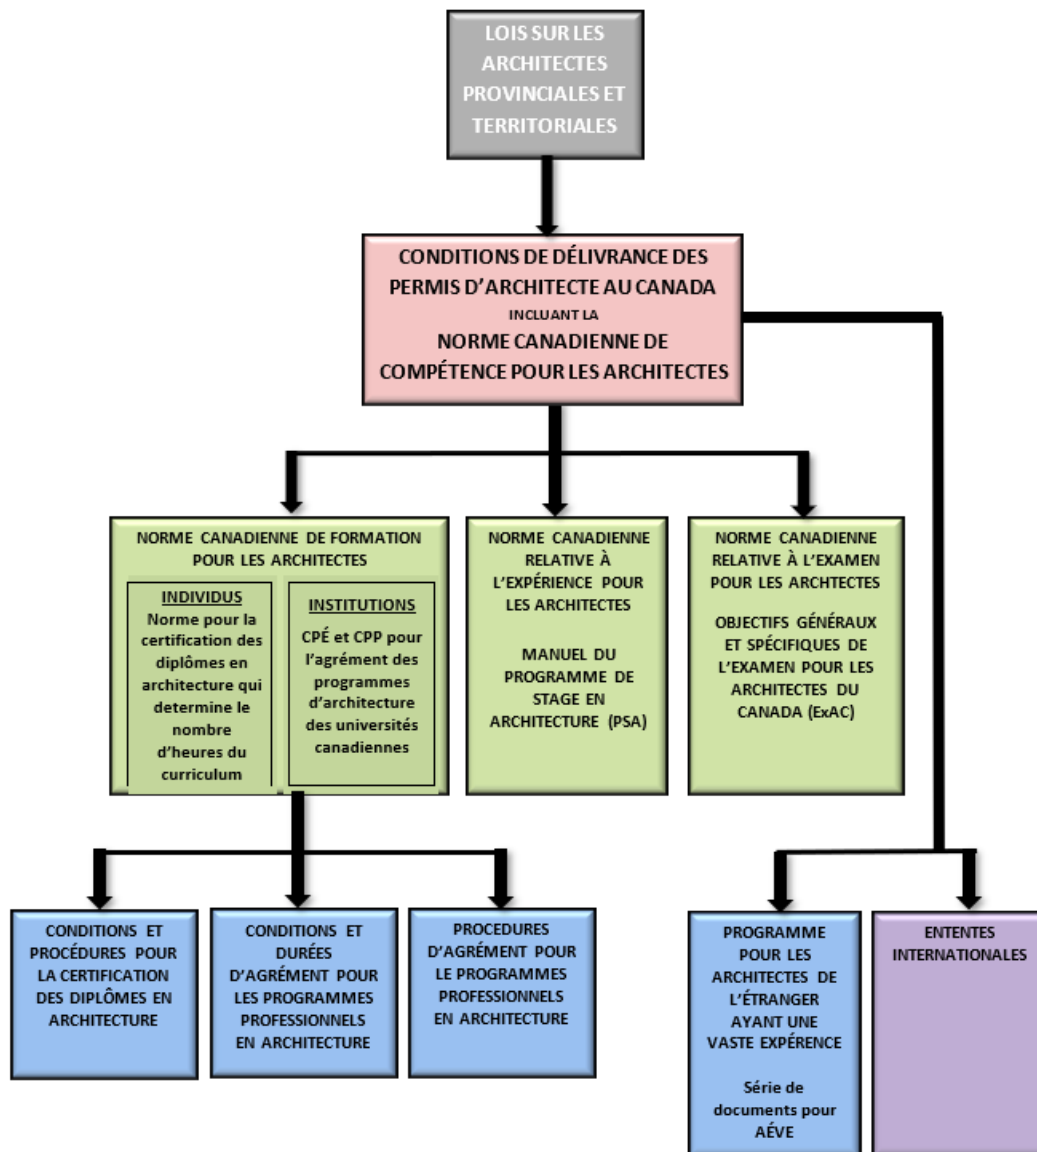 LOIS SUR LES
ARCHITECTES
PROVINCIALES ET
TERRITORIALES
CONDITIONS DE DÉLIVRANCE DES
PERMIS D'ARCHITECTE AU CANADA
INCLUANT LA
NORME CANADIENNE DE
COMPÉTENCE POUR LES ARCHITECTES
NORME CANADIENNE DE FORMATION
POUR LES ARCHITECTES
INDIVIDUS
Norme pour la
certification des
diplômes en
architecture qui
determine le
nombre
d'heures du
curriculum
INSTITUTIONS
CPÉ et CPP pour
l'agrément des
programmes
d'architecture
des universités
canadiennes
NORME CANADIENNE
RELATIVE À
L'EXPÉRIENCE POUR
LES ARCHITECTES
MANUEL DU
PROGRAMME DE
STAGE EN
ARCHITECTURE (PSA)
NORME CANADIENNE
RELATIVE À L'EXAMEN
POUR LES ARCHTECTES
OBJECTIFS GÉNÉRAUX
ET SPÉCIFIQUES DE
L'EXAMEN POUR LES
ARCHITECTES DU
CANADA (ExAC)
CONDITIONS ET
PROCÉDURES POUR
LA CERTIFICATION
DES DIPLÔMES EN
ARCHITECTURE
CONDITIONS ET
DURÉES
D'AGRÉMENT POUR
LES PROGRAMMES
PROFESSIONNELS
EN ARCHITECTURE
PROCEDURES
D'AGRÉMENT POUR
LE PROGRAMMES
PROFESSIONNELS
EN ARCHITECTURE
PROGRAMME
POUR LES
ARCHITECTES DE
L'ÉTRANGER
AYANT UNE
VASTE EXPÉRENCE
Série de
documents pour
AÉVE
ENTENTES
INTERNATIONALES